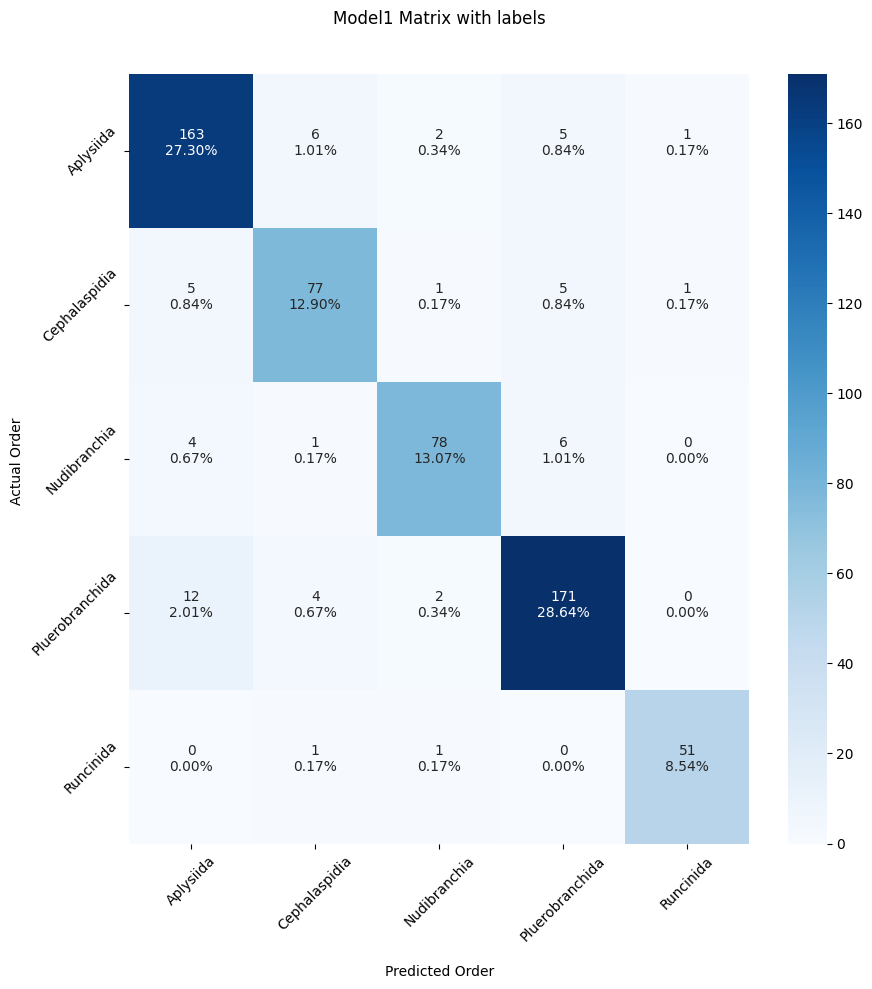 Model1 Matrix with labels
Actual Order
Aplysiida
163 6 2 5 1
27.30% 1.01% 0.34% 0.84% 0.17%
Cephalaspidia
5 77 1 5 1
0.84% 12.90% 0.17% 0.84% 0.17%
Nudibranchia
4 1 78 6 0
0.67% 0.17% 13.07% 1.01% 0.00%
Pluerobranchida
12 4 2 171 0
2.01% 0.67% 0.34% 28.64% 0.00%
Runcinida
0 1 1 0 51
0.00% 0.17% 0.17% 0.00% 8.54%
Aplysiida Cephalaspidia Nudibranchia Pluerobranchida Runcinida
Predicted Order
160
140
120
100
80
60
40
20
0